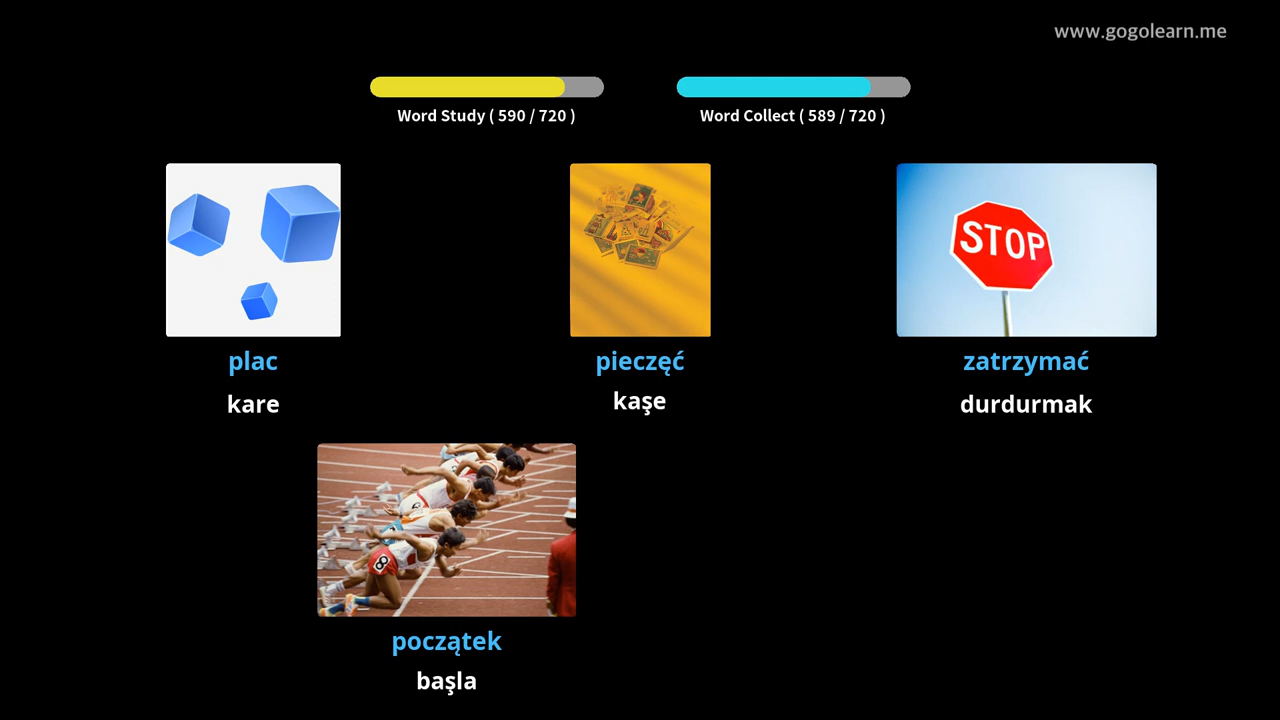 www.gogolearn.me
Word Study ( 590 / 720 )
Word Collect ( 589 / 720 )
STOP
plac
pieczęć
zatrzymać
kare
kaşe
durdurmak
8
początek
başla